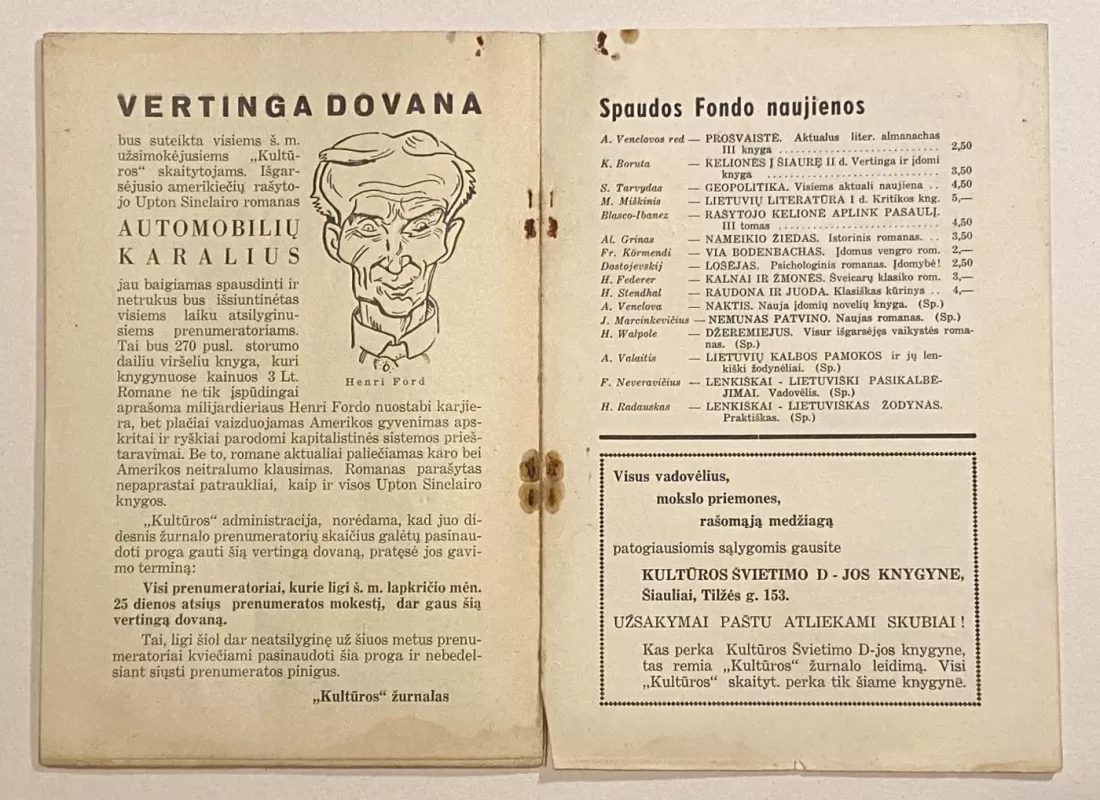 VERTINGA DOVANA
bus suteikta visiems š. m.
užsimokėjusiems „Kultū-
ros“ skaitytojams. Išgar-
sėjusio amerikiečių rašyto-
jo Upton Sinclairo romanas
AUTOMOBILIŲ
KARALIUS
jau baigiamas spausdinti ir
netrukus bus išsiuntinėtas
visiems laiku atsilyginu-
siems prenumeratoriams.
Tai bus 270 pusl. storumo
dailiu viršeliu knyga, kuri
knygynuose kainuos 3 Lt.
Romane ne tik įspūdingai
aprašoma milijardieriaus Henri Fordo nuostabi karjie-
ra, bet plačiai vaizduojamas Amerikos gyvenimas aps-
kritai ir ryškiai parodomi kapitalistinės sistemos prieš-
taravimai. Be to, romane aktualiai paliečiamas karo bei
Amerikos neitralumo klausimas. Romanas parašytas
nepaprastai patraukliai, kaip ir visos Upton Sinclairo
knygos.
Henri Ford
„Kultūros“ administracija, norėdama, kad juo di-
desnis žurnalo prenumeratorių skaičius galėtų pasinau-
doti proga gauti šią vertingą dovaną, pratęsė jos gavi-
mo terminą:
Visi prenumeratoriai, kurie ligi š. m. lapkričio mėn.
25 dienos atsiųs prenumeratos mokestį, dar gaus šią
vertingą dovaną.
Tai, ligi šiol dar neatsilyginę už šiuos metus prenu-
meratoriai kviečiami pasinaudoti šia proga ir nebedel-
siant siųsti prenumeratos pinigus.
„Kultūros“ žurnalas
Spaudos Fondo naujienos
A. Venclovos red — PROŠVAISTĖ. Aktualus liter. almanachas
III knyga . . . . . . . . . . . . . . . . . . . . . . . . . . . 2,50
K. Boruta — KELIONĖS Į ŠIAURĘ II d. Vertinga ir įdomi
knyga . . . . . . . . . . . . . . . . . . . . . . . . . . . . 3,50
S. Tarvydas — GEOPOLITIKA. Visiems aktuali naujiena . . 4,50
M. Miškinis — LIETUVIŲ LITERATŪRA I d. Kritikos kng. 5,—
Blasco-Ibanez — RAŠYTOJO KELIONĖ APLINK PASAULĮ.
III tomas . . . . . . . . . . . . . . . . . . . . . . . . . . 4,50
Al. Grinas — NAMEIKIO ŽIEDAS. Istorinis romanas. . . 3,50
Fr. Körmendi — VIA BODENBACHAS. Įdomus vengro rom. 2,—
Dostojevskij — LOŠĖJAS. Psichologinis romanas. Įdomybė! 2,50
H. Federer — KALNAI IR ŽMONĖS. Šveicarų klasiko rom. 3,—
H. Stendhal — RAUDONA IR JUODA. Klasiškas kūrinys . . 4,—
A. Venclova — NAKTIS. Nauja įdomių novelių knyga. (Sp.)
J. Marcinkevičius — NEMUNAS PATVINO. Naujas romanas. (Sp.)
H. Walpole — DŽEREMIEJUS. Visur išgarsėjęs vaikystės roma-
nas. (Sp.)
A. Valaitis — LIETUVIŲ KALBOS PAMOKOS ir jų len-
kiški žodynėliai. (Sp.)
F. Neveravičius — LENKIŠKAI - LIETUVIŠKI PASIKALBĖ-
JIMAI. Vadovėlis. (Sp.)
H. Radauskas — LENKIŠKAI - LIETUVIŠKAS ŽODYNAS.
Praktiškas. (Sp.)
Visus vadovėlius,
mokslo priemones,
rašomąją medžiagą
patogiausiomis sąlygomis gausite
KULTŪROS ŠVIETIMO D - JOS KNYGYNE,
Šiauliai, Tilžės g. 153.
UŽSAKYMAI PAŠTU ATLIEKAMI SKUBIAI !
Kas perka Kultūros Švietimo D-jos knygyne,
tas remia „Kultūros“ žurnalo leidimą. Visi
„Kultūros“ skaityt. perka tik šiame knygynė.